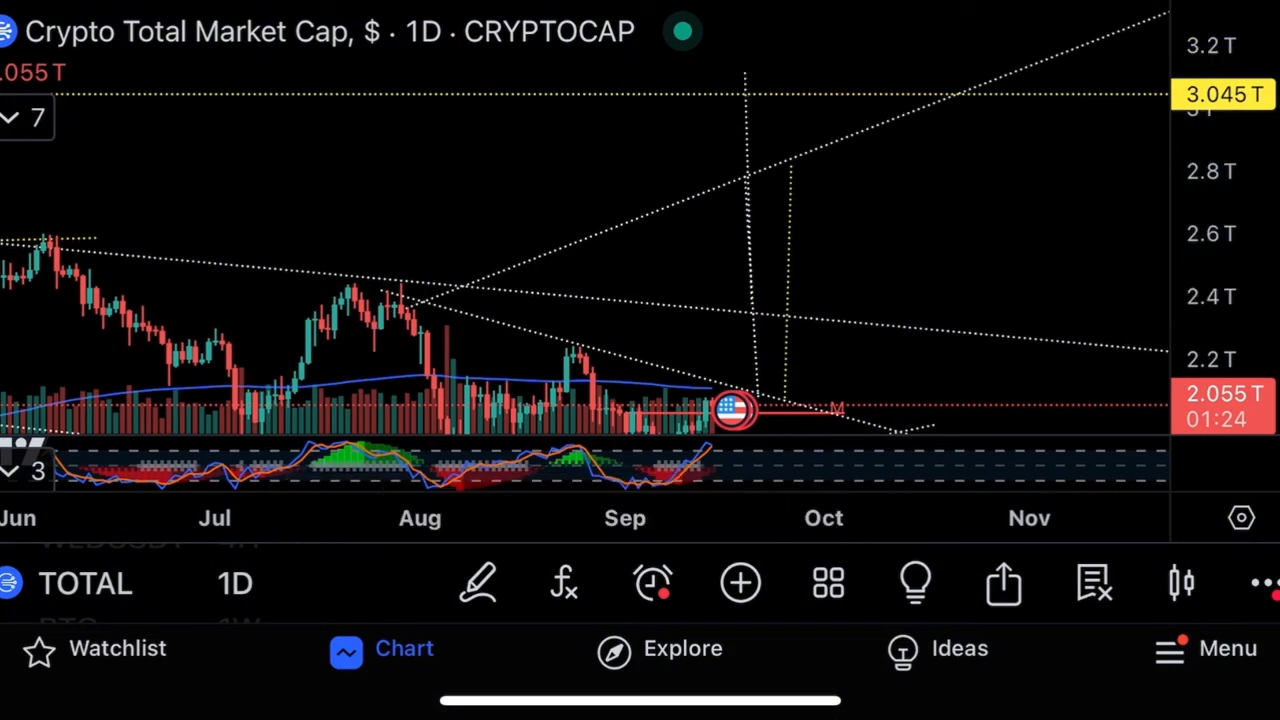 Crypto Total Market Cap, $ · 1D · CRYPTOCAP
.055 T
7
3.2 T
3.045 T
2.8 T
2.6 T
2.4 T
2.2 T
2.055 T
01:24
M
3
Jun Jul Aug Sep Oct Nov
TOTAL 1D
Watchlist Chart Explore Ideas Menu